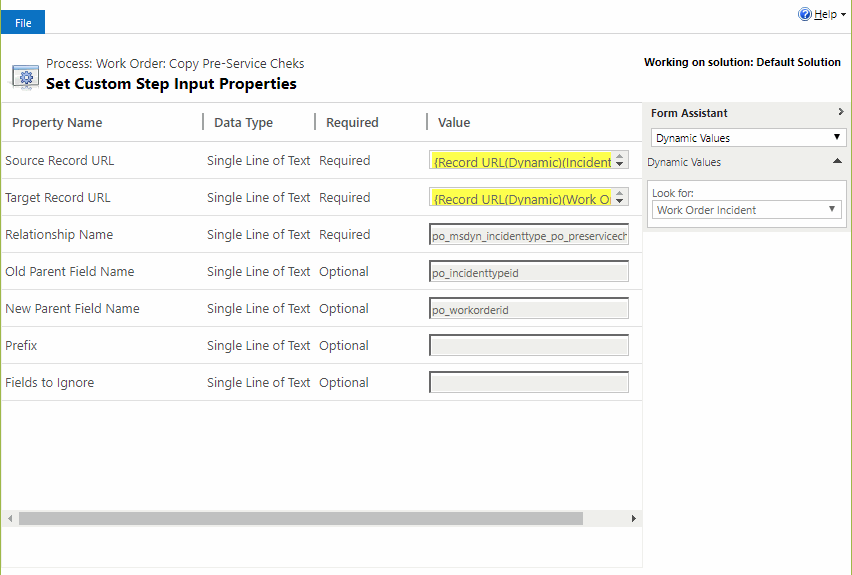 File
Help
Process: Work Order: Copy Pre-Service Cheks
Set Custom Step Input Properties
Working on solution: Default Solution
Property Name Data Type Required Value
Source Record URL Single Line of Text Required {Record URL(Dynamic)(Incident
Target Record URL Single Line of Text Required {Record URL(Dynamic)(Work O
Relationship Name Single Line of Text Required po_msdyn_incidenttype_po_preservicech
Old Parent Field Name Single Line of Text Optional po_incidenttypeid
New Parent Field Name Single Line of Text Optional po_workorderid
Prefix Single Line of Text Optional
Fields to Ignore Single Line of Text Optional
Form Assistant
Dynamic Values
Dynamic Values
Look for:
Work Order Incident